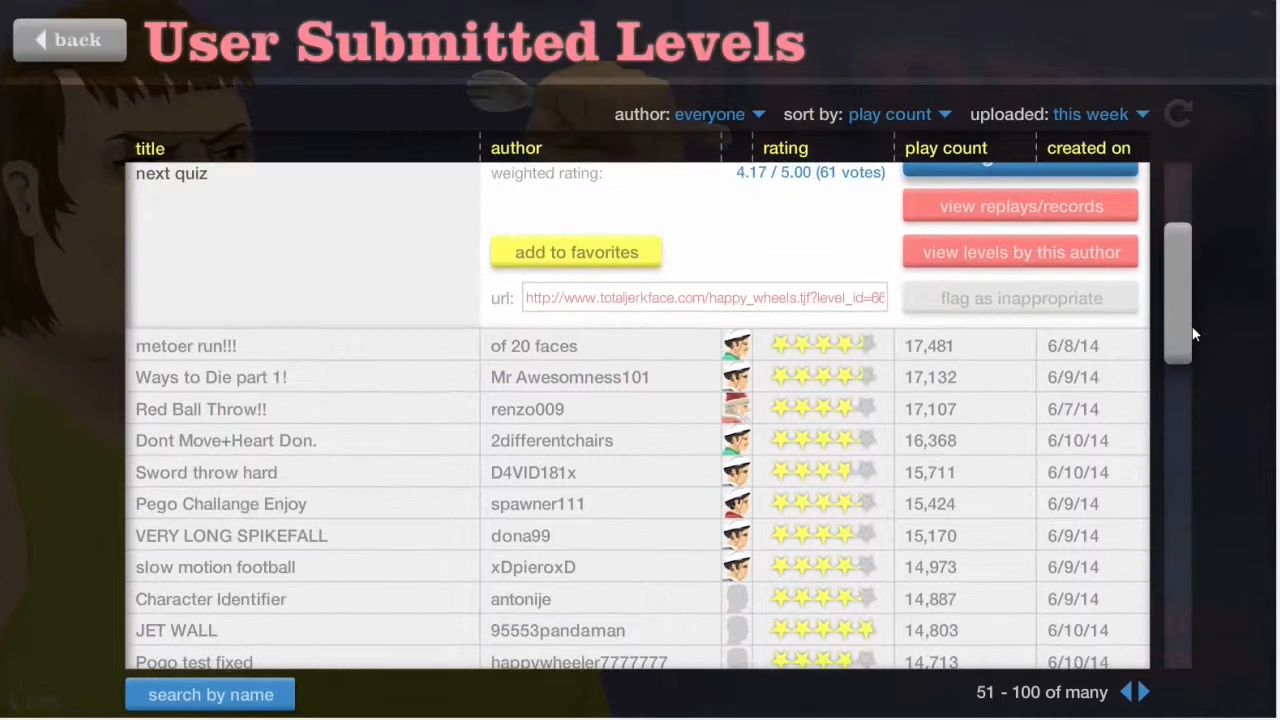 back
User Submitted Levels
author: everyone sort by: play count uploaded: this week
title author rating play count created on
next quiz weighted rating: 4.17 / 5.00 (61 votes)
view replays/records
add to favorites view levels by this author
url: http://www.totaljerkface.com/happy_wheels.tjf?level_id=66 flag as inappropriate
metoer run!!! of 20 faces 17,481 6/8/14
Ways to Die part 1! Mr Awesomness101 17,132 6/9/14
Red Ball Throw!! renzo009 17,107 6/7/14
Dont Move+Heart Don. 2differentchairs 16,368 6/10/14
Sword throw hard D4VID181x 15,711 6/10/14
Pego Challange Enjoy spawner111 15,424 6/9/14
VERY LONG SPIKEFALL dona99 15,170 6/9/14
slow motion football xDpieroxD 14,973 6/9/14
Character Identifier antonije 14,887 6/9/14
JET WALL 95553pandaman 14,803 6/10/14
Pogo test fixed happywheeler7777777 14,713 6/10/14
search by name 51 - 100 of many